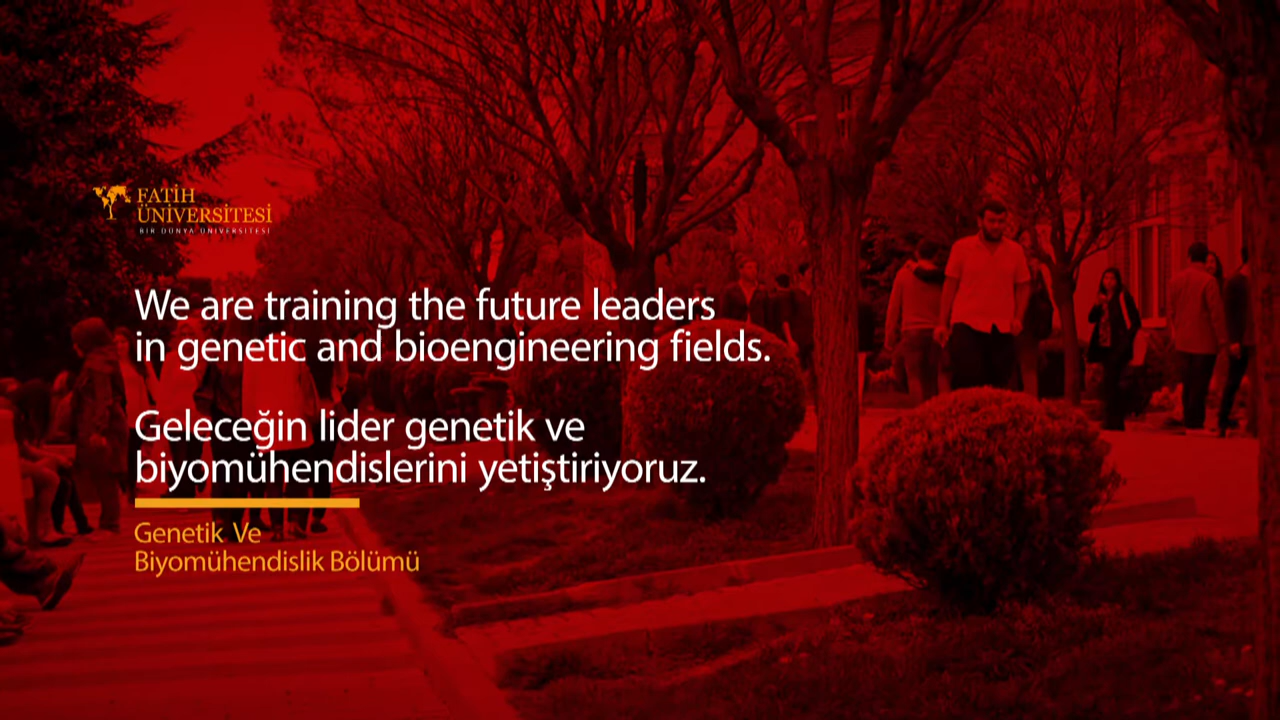 FATİH
ÜNİVERSİTESİ
BİR DÜNYA ÜNİVERSİTESİ
We are training the future leaders
in genetic and bioengineering fields.
Geleceğin lider genetik ve
biyomühendislerini yetiştiriyoruz.
Genetik Ve
Biyomühendislik Bölümü